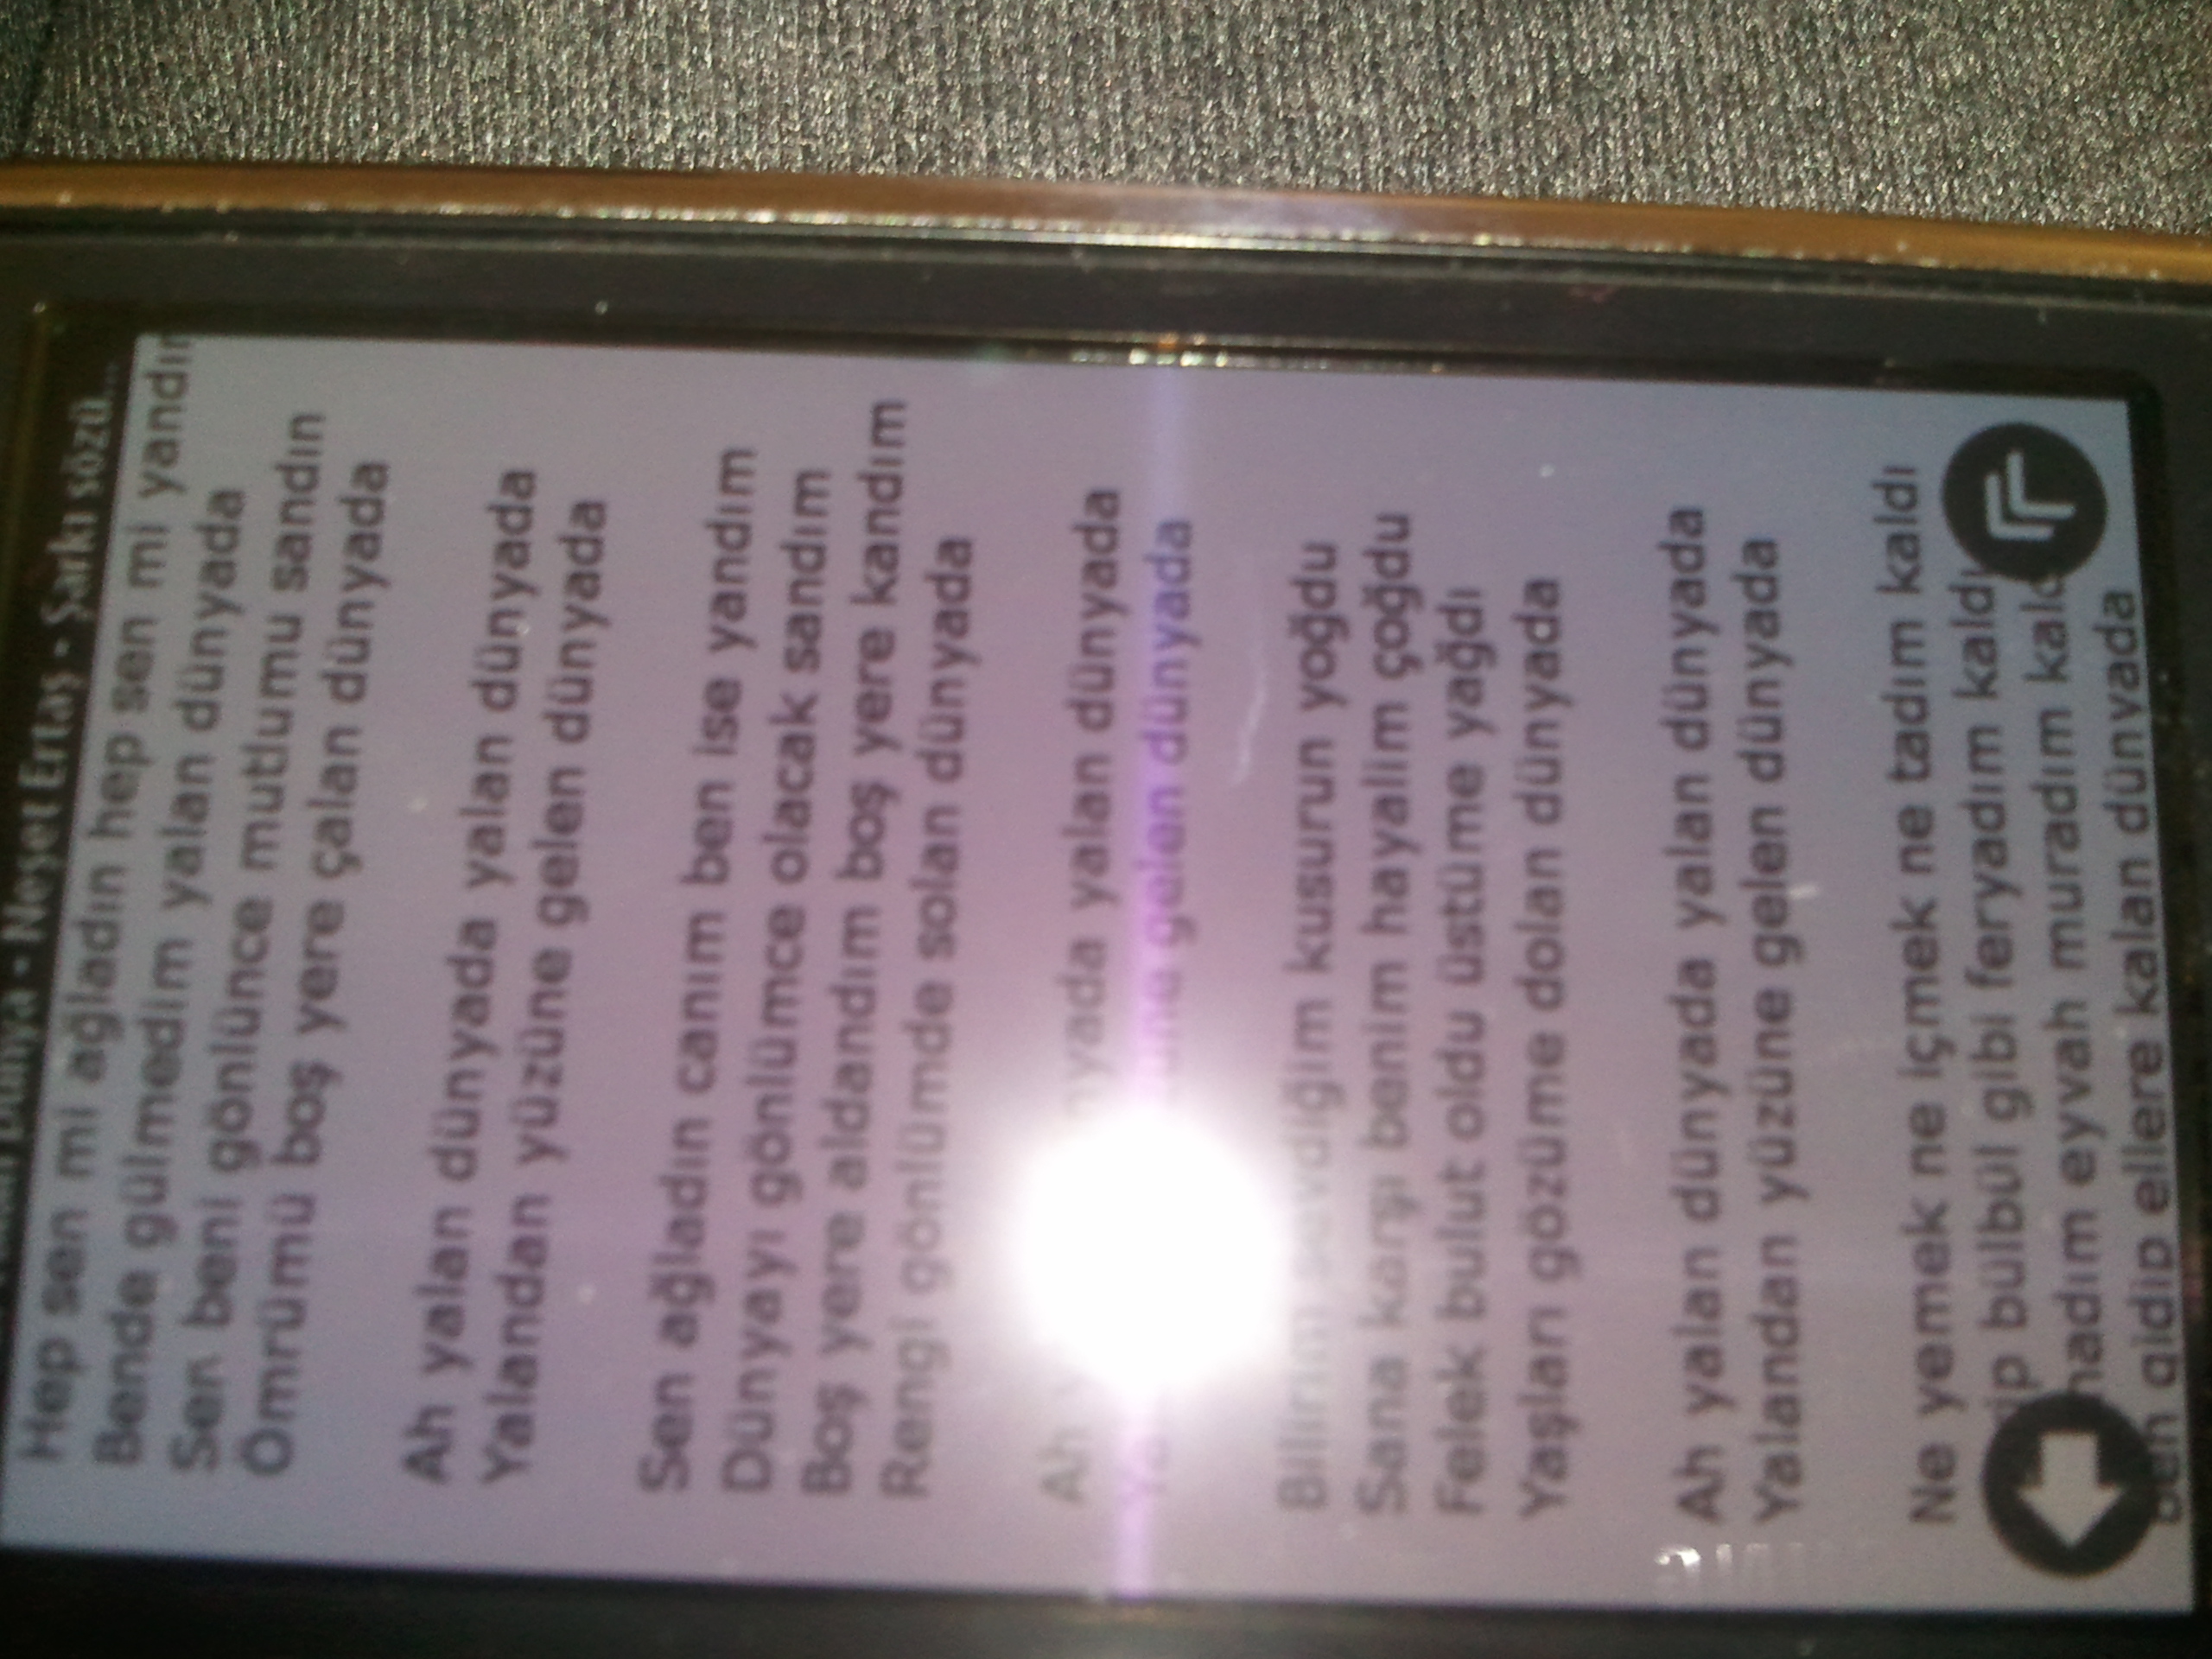 Dünya - Neşet Ertaş - Şarkı sözü...
Hep sen mi ağladın hep sen mi
Bende gülmedim yalan dünyada
Sen beni gönlünce mutlumu sandın
Ömrümü boş yere çalan dünyada
Ah yalan dünyada yalan dünyada
Yalandan yüzüne gelen dünyada
Sen ağladın canım ben ise yandım
Dünyayı gönlümce olacak sandım
Boş yere aldandım boş yere kandım
Rengi gönlümde solan dünyada
Ah yalan dünyada
gelen dünyada
Bilirim sevdiğim kusurun yoğdu
Sana karşı benim hayalim çoğdu
Felek bulut oldu üstüme yağdı
Yaşları gözüme dolan dünyada
Ah yalan dünyada yalan dünyada
Yalandan yüzüne gelen dünyada
Ne yemek ne içmek ne tadım kaldı
bülbül gibi feryadım kaldı
eyvah muradım
gidip ellere kalan dünyada